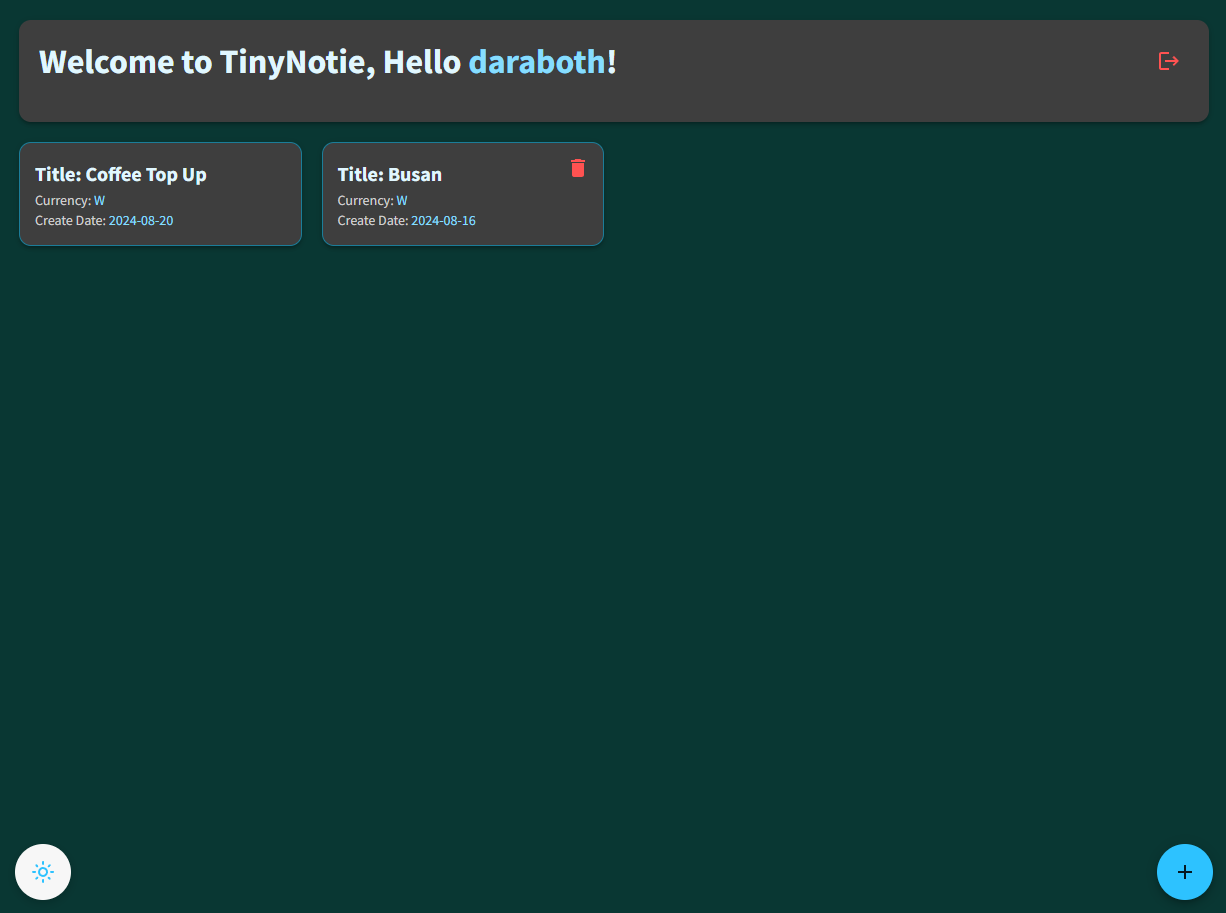 Welcome to TinyNotie, Hello daraboth!
Title: Coffee Top Up
Currency: W
Create Date: 2024-08-20
Title: Busan
Currency: W
Create Date: 2024-08-16